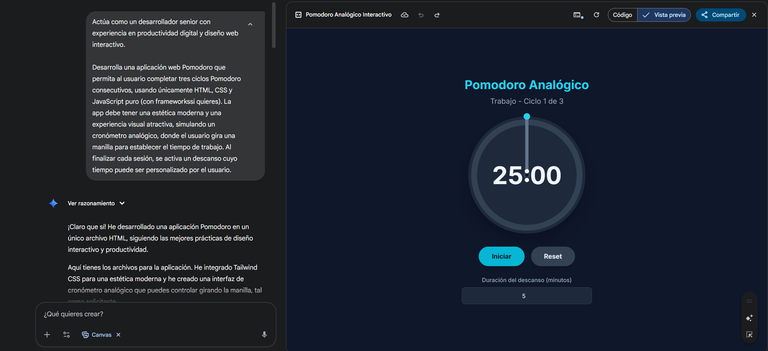 Actúa como un desarrollador senior con
experiencia en productividad digital y diseño web
interactivo.
Desarrolla una aplicación web Pomodoro que
permita al usuario completar tres ciclos Pomodoro
consecutivos, usando únicamente HTML, CSS y
JavaScript puro (con frameworkssi quieres). La
app debe tener una estética moderna y una
experiencia visual atractiva, simulando un
cronómetro analógico, donde el usuario gira una
manilla para establecer el tiempo de trabajo. Al
finalizar cada sesión, se activa un descanso cuyo
tiempo puede ser personalizado por el usuario.
Ver razonamiento
¡Claro que sí! He desarrollado una aplicación Pomodoro en un
único archivo HTML, siguiendo las mejores prácticas de diseño
interactivo y productividad.
Aquí tienes los archivos para la aplicación. He integrado Tailwind
CSS para una estética moderna y he creado una interfaz de
cronómetro analógico que puedes controlar girando la manilla, tal
como solicitaste.
¿Qué quieres crear?
Canvas
Pomodoro Analógico Interactivo
Código
Vista previa
Compartir
Pomodoro Analógico
Trabajo - Ciclo 1 de 3
25:00
Iniciar
Reset
Duración del descanso (minutos)
5